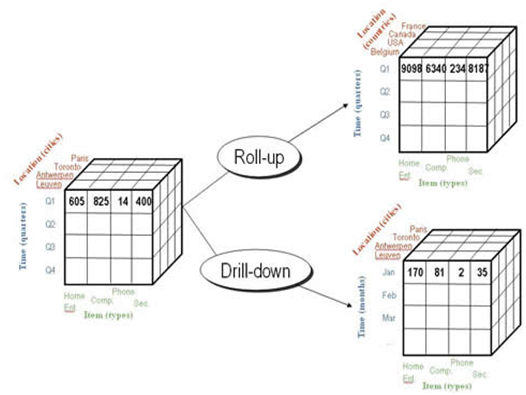 Location (cities)
Paris
Toronto
Antwerpen
Leuven
Time (quarters)
Q1 605 825 14 400
Q2
Q3
Q4
Home Ent. Comp. Phone Sec.
Item (types)
Roll-up
Drill-down
Location (countries)
France
Canada
USA
Belgium
Time (quarters)
Q1 9098 6340 234 8187
Q2
Q3
Q4
Home Ent. Comp. Phone Sec.
Item (types)
Location (cities)
Paris
Toronto
Antwerpen
Leuven
Time (months)
Jan 170 81 2 35
Feb
Mar
...
Home Ent. Comp. Phone Sec.
Item (types)